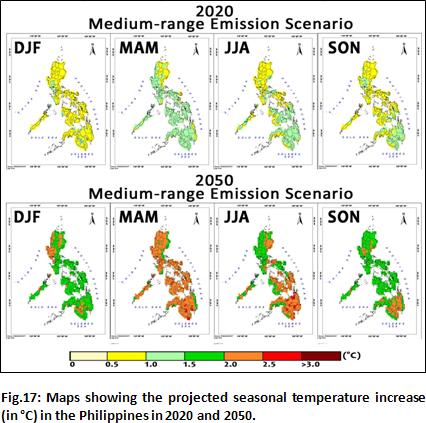 2020
Medium-range Emission Scenario
DJF MAM JJA SON
2050
Medium-range Emission Scenario
DJF MAM JJA SON
0.5 1.0 1.5 2.0 2.5 >3.0 (°C)
Fig.17: Maps showing the projected seasonal temperature increase
(in °C) in the Philippines in 2020 and 2050.